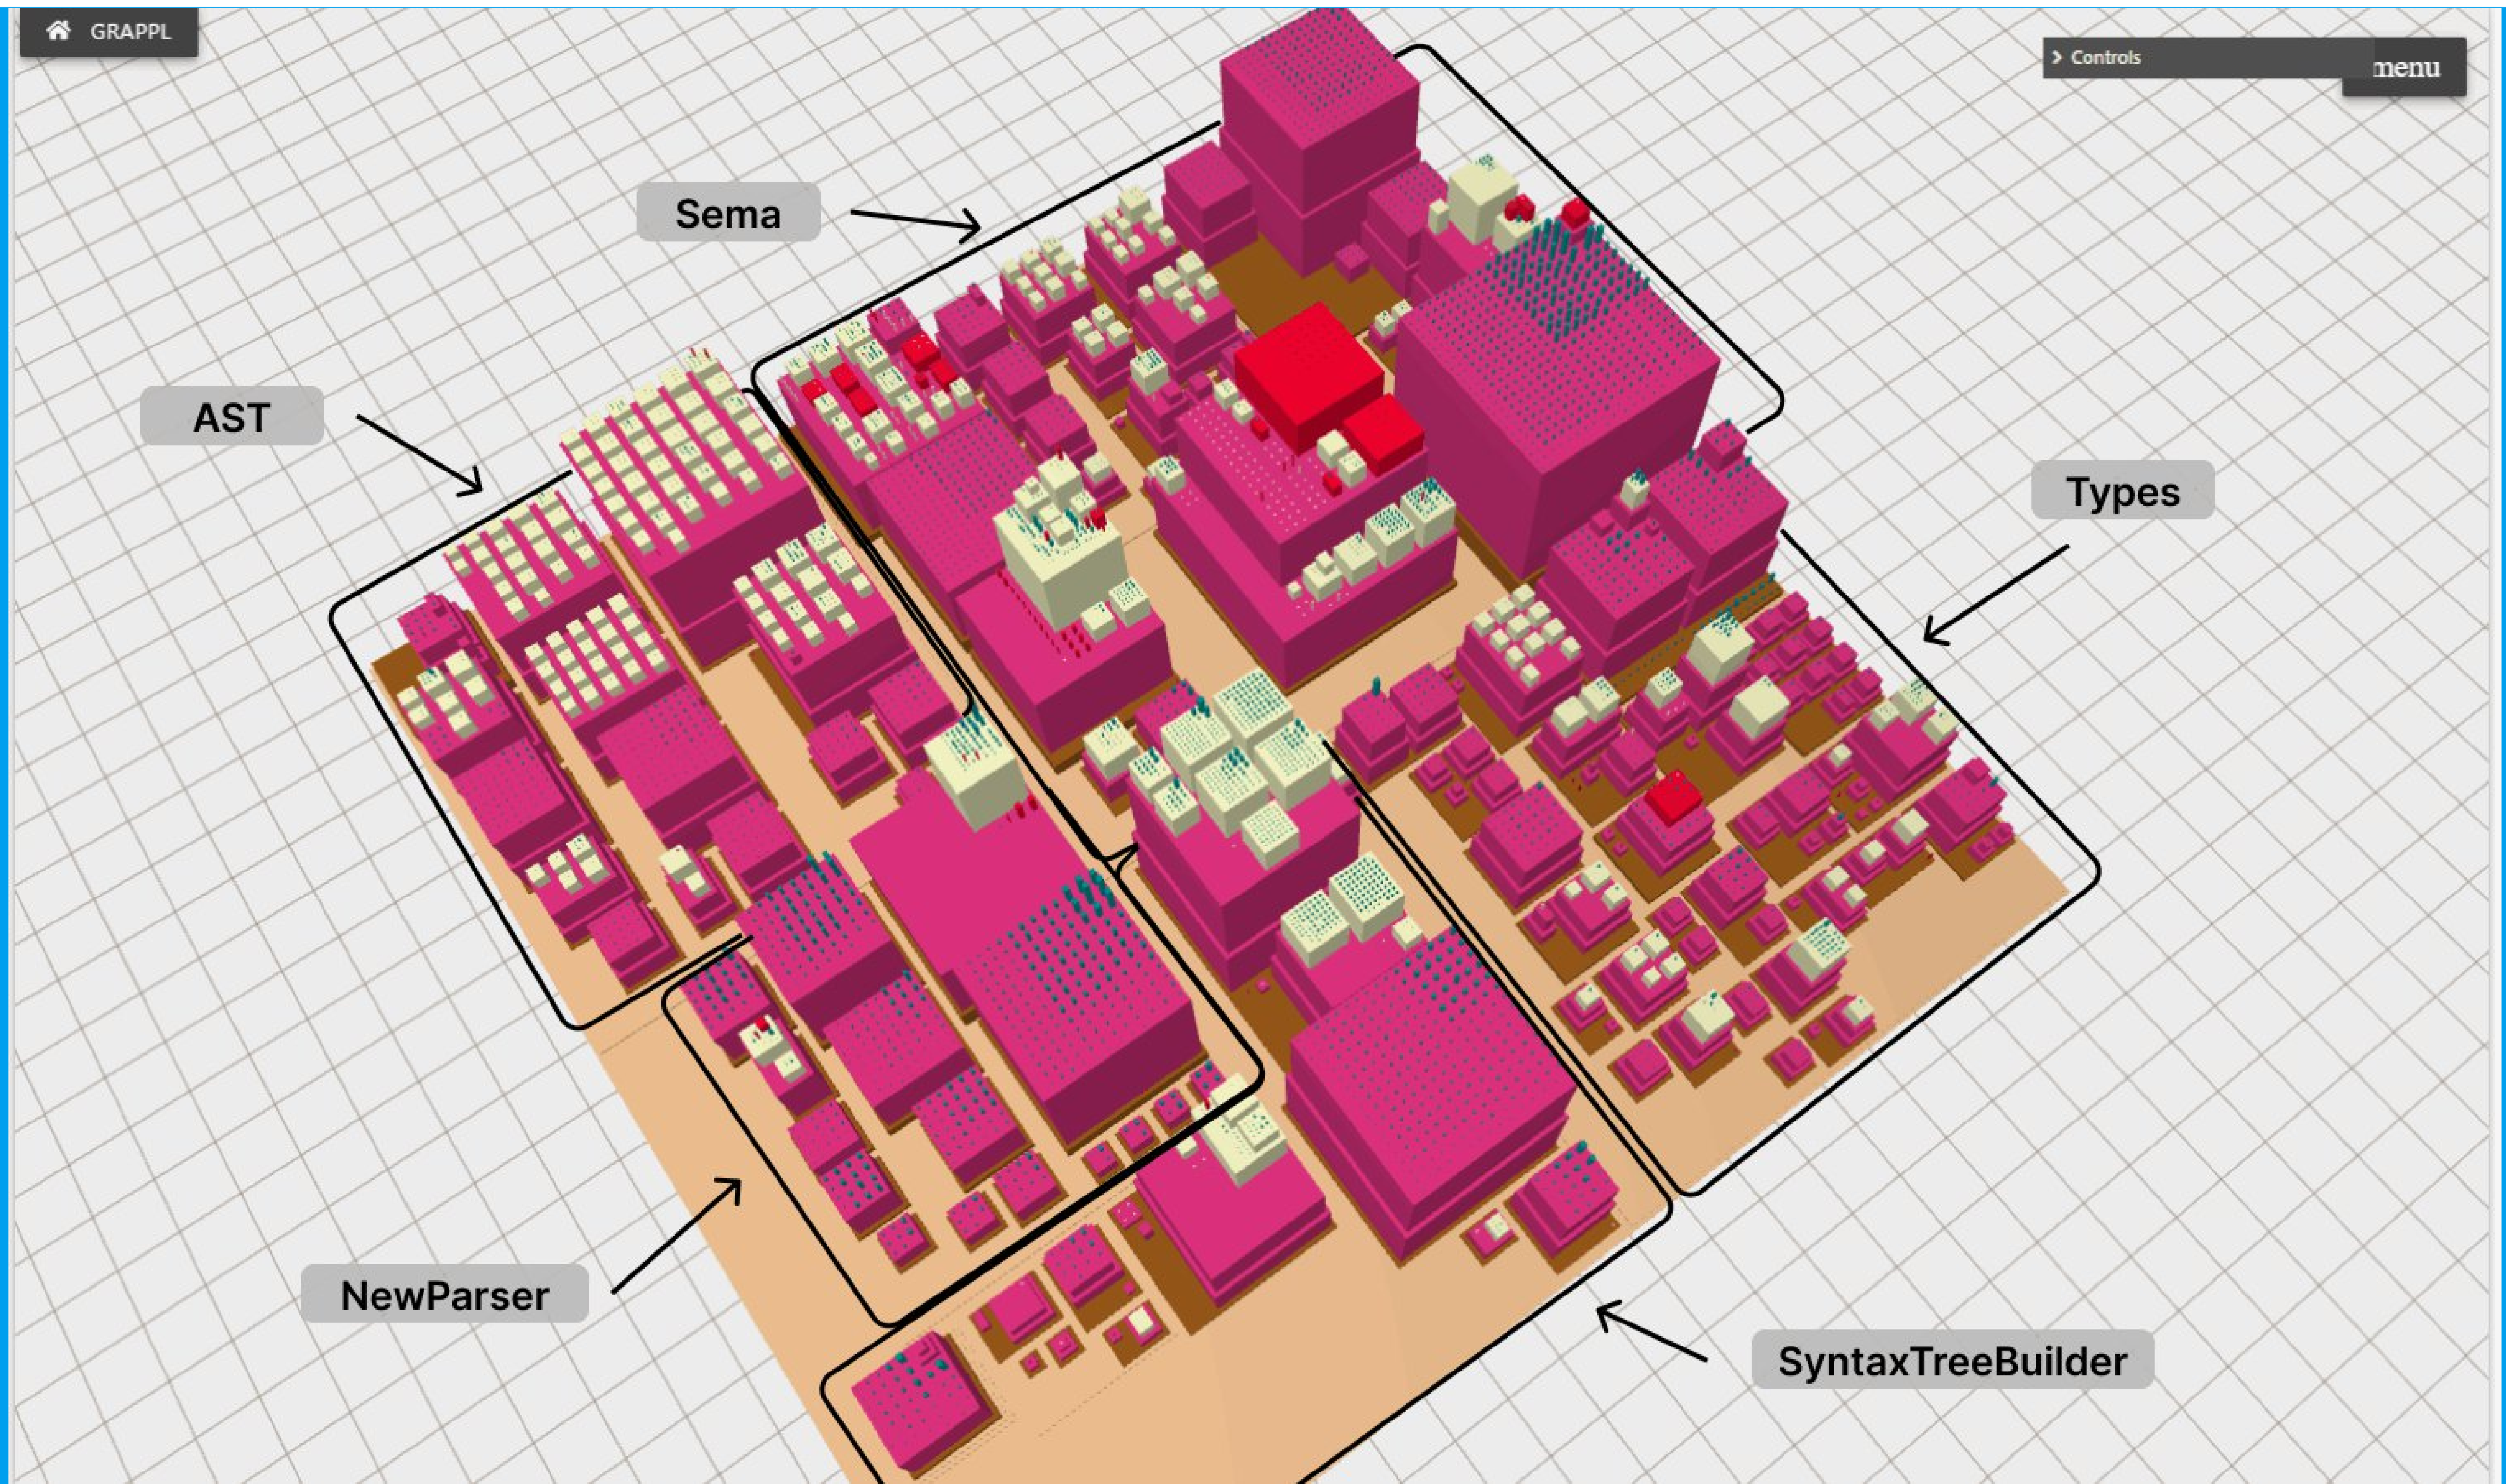 GRAPPL
Controls
menu
Sema
AST
Types
NewParser
SyntaxTreeBuilder